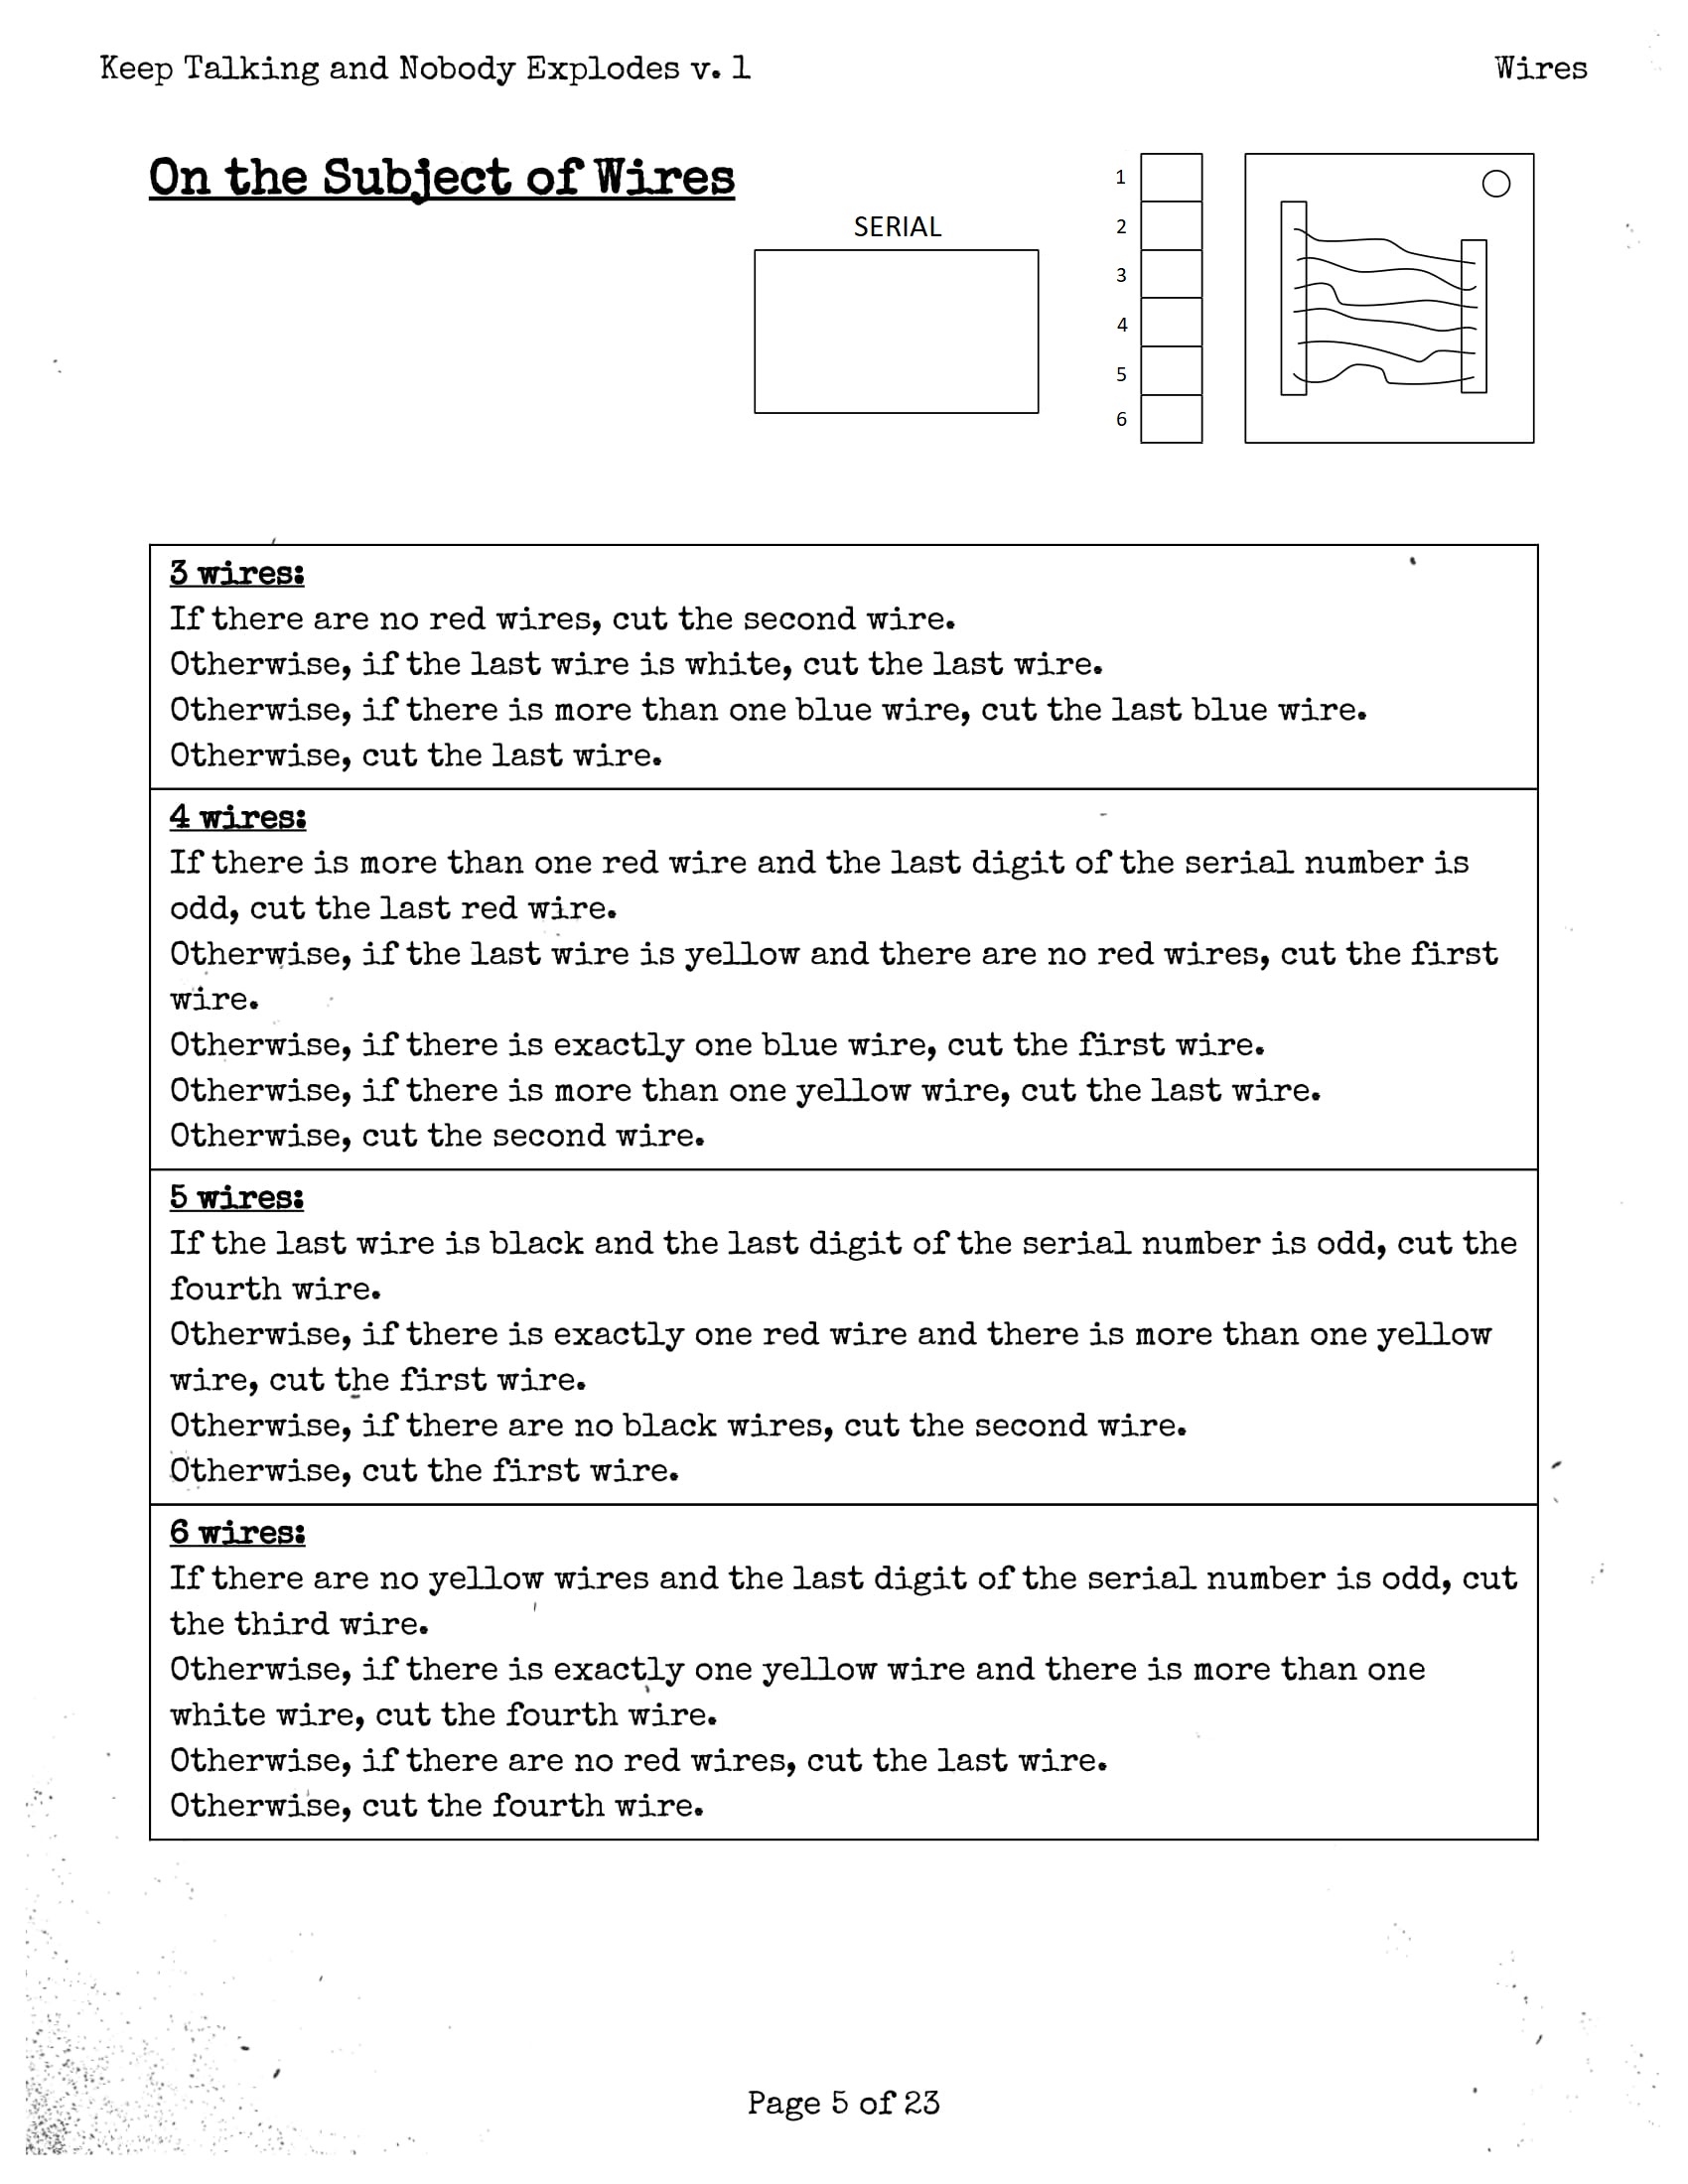 Keep Talking and Nobody Explodes v. 1
Wires
On the Subject of Wires
SERIAL
1
2
3
4
5
6
3 wires:
If there are no red wires, cut the second wire.
Otherwise, if the last wire is white, cut the last wire.
Otherwise, if there is more than one blue wire, cut the last blue wire.
Otherwise, cut the last wire.
4 wires:
If there is more than one red wire and the last digit of the serial number is
odd, cut the last red wire.
Otherwise, if the last wire is yellow and there are no red wires, cut the first
wire.
Otherwise, if there is exactly one blue wire, cut the first wire.
Otherwise, if there is more than one yellow wire, cut the last wire.
Otherwise, cut the second wire.
5 wires:
If the last wire is black and the last digit of the serial number is odd, cut the
fourth wire.
Otherwise, if there is exactly one red wire and there is more than one yellow
wire, cut the first wire.
Otherwise, if there are no black wires, cut the second wire.
Otherwise, cut the first wire.
6 wires:
If there are no yellow wires and the last digit of the serial number is odd, cut
the third wire.
Otherwise, if there is exactly one yellow wire and there is more than one
white wire, cut the fourth wire.
Otherwise, if there are no red wires, cut the last wire.
Otherwise, cut the fourth wire.
Page 5 of 23